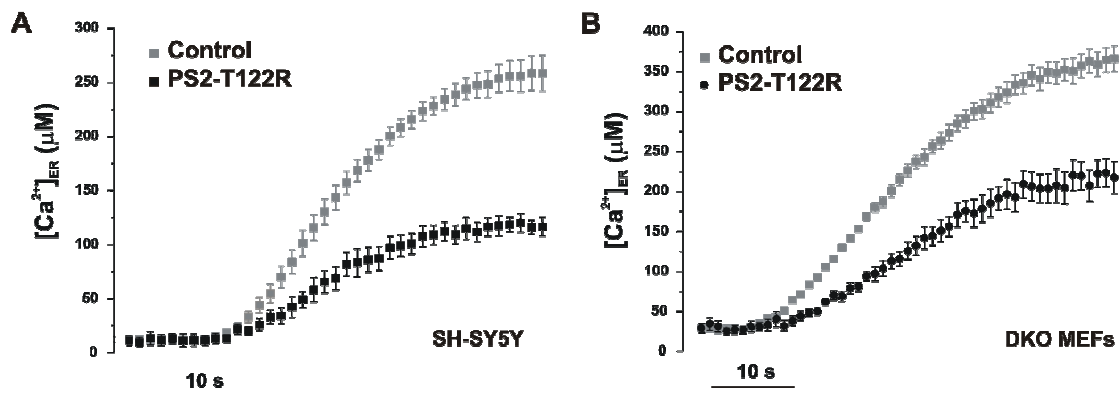 A
300
250
200
150
100
50
0
[Ca²⁺]ER (µM)
Control
PS2-T122R
SH-SY5Y
10 s
B
400
350
300
250
200
150
100
50
0
[Ca²⁺]ER (µM)
Control
PS2-T122R
DKO MEFs
10 s